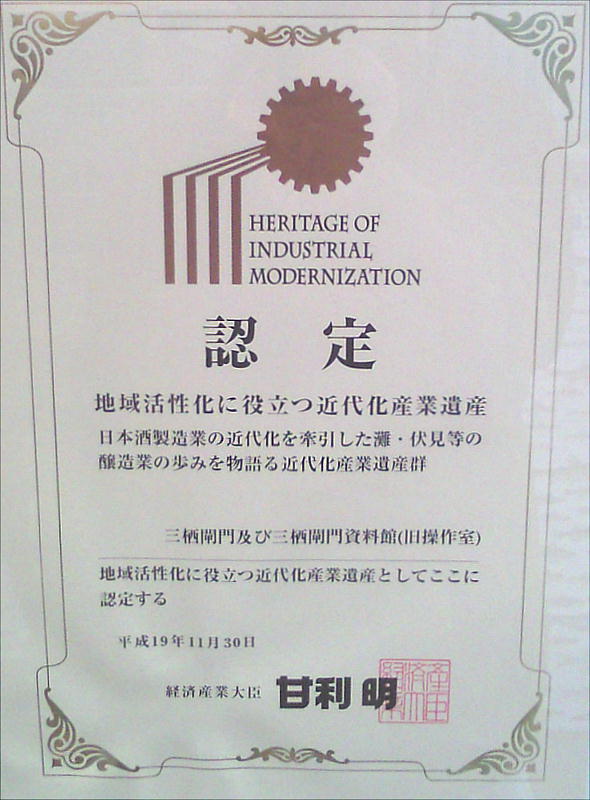 HERITAGE OF
INDUSTRIAL
MODERNIZATION
認 定
地域活性化に役立つ近代化産業遺産
日本酒製造業の近代化を牽引した灘・伏見等の
醸造業の歩みを物語る近代化産業遺産群
三栖閘門及び三栖閘門資料館(旧操作室)
地域活性化に役立つ近代化産業遺産としてここに
認定する
平成19年11月30日
経済産業大臣 甘利 明